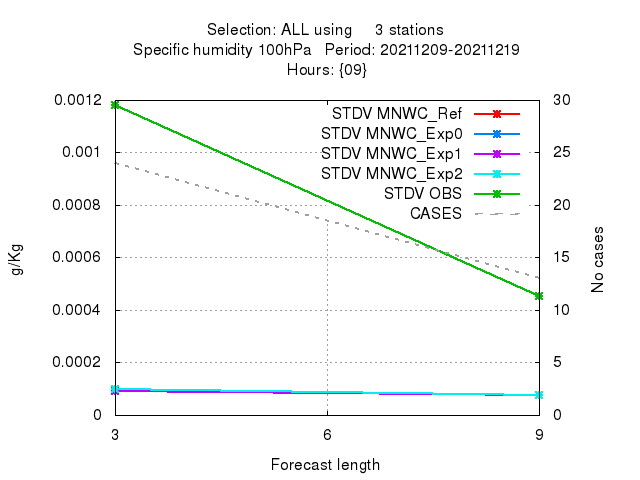 Selection: ALL using 3 stations
Specific humidity 100hPa Period: 20211209-20211219
Hours: {09}
0.0012
0.001
0.0008
0.0006
0.0004
0.0002
0
30
25
20
15
10
5
0
STDV MNWC_Ref
STDV MNWC_Exp0
STDV MNWC_Exp1
STDV MNWC_Exp2
STDV OBS
CASES
g/Kg
No cases
3
6
9
Forecast length